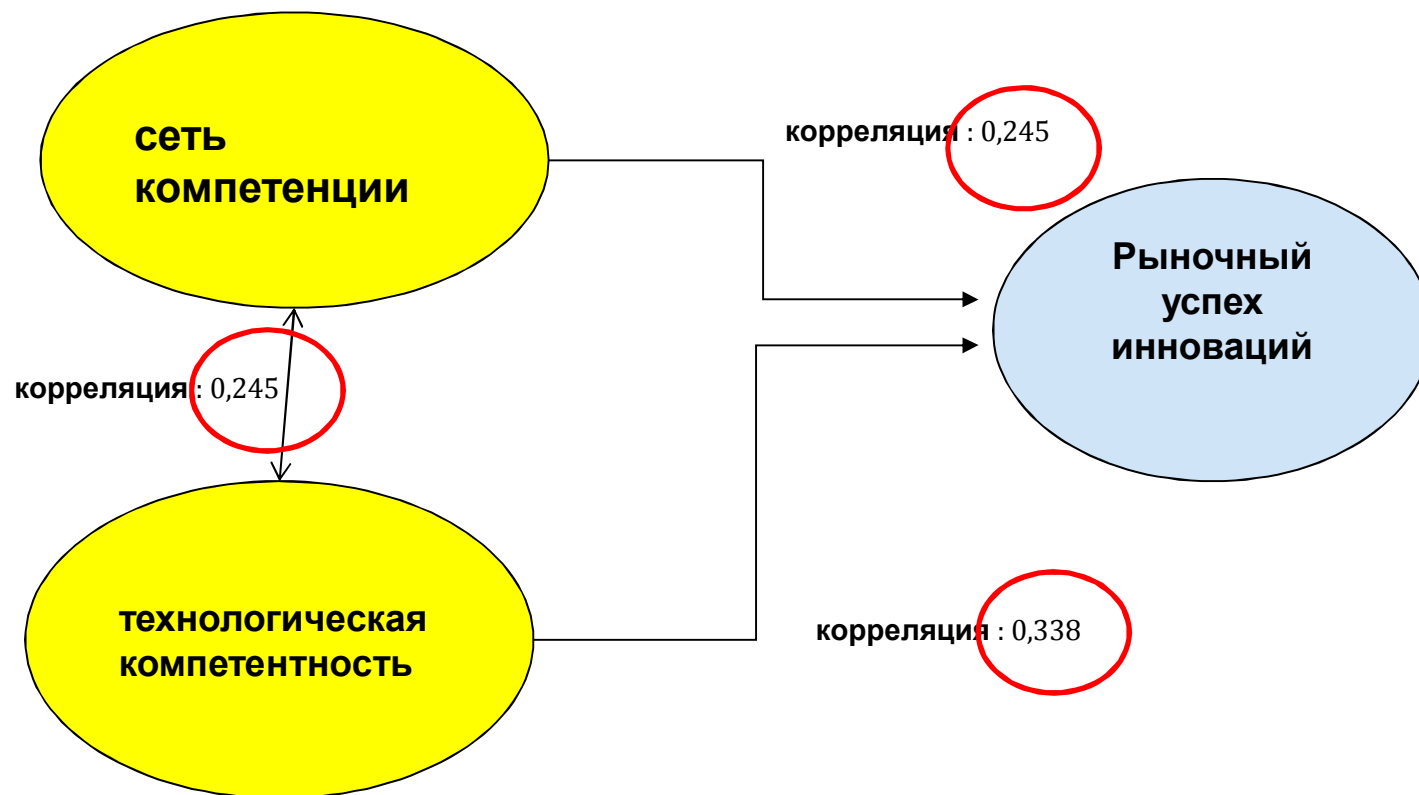 сеть
компетенции
корреляция : 0,245
Рыночный
успех
инноваций
корреляция : 0,245
технологическая
компетентность
корреляция : 0,338